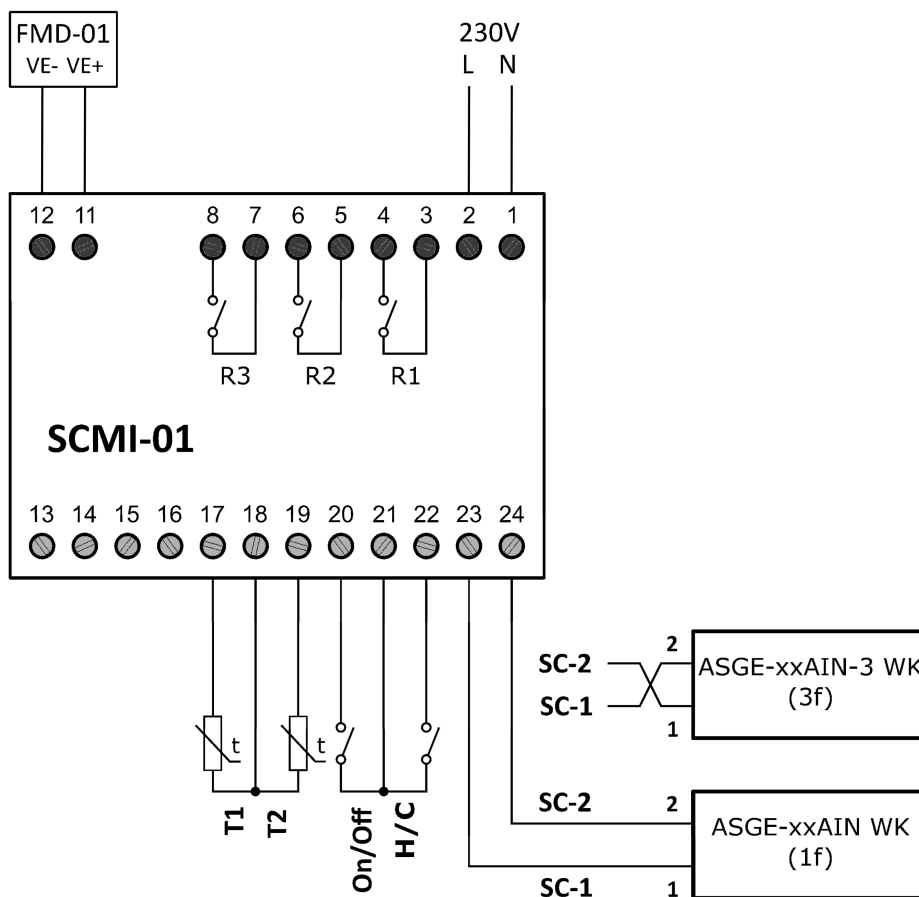 FMD-01
VE- VE+
230V
L N
12 11 8 7 6 5 4 3 2 1
R3 R2 R1
SCMI-01
13 14 15 16 17 18 19 20 21 22 23 24
t t
T1
T2
On/Off
H/C
SC-2 2
SC-1 1
ASGE-xxAIN-3 WK
(3f)
SC-2 2
ASGE-xxAIN WK
(1f)
SC-1 1